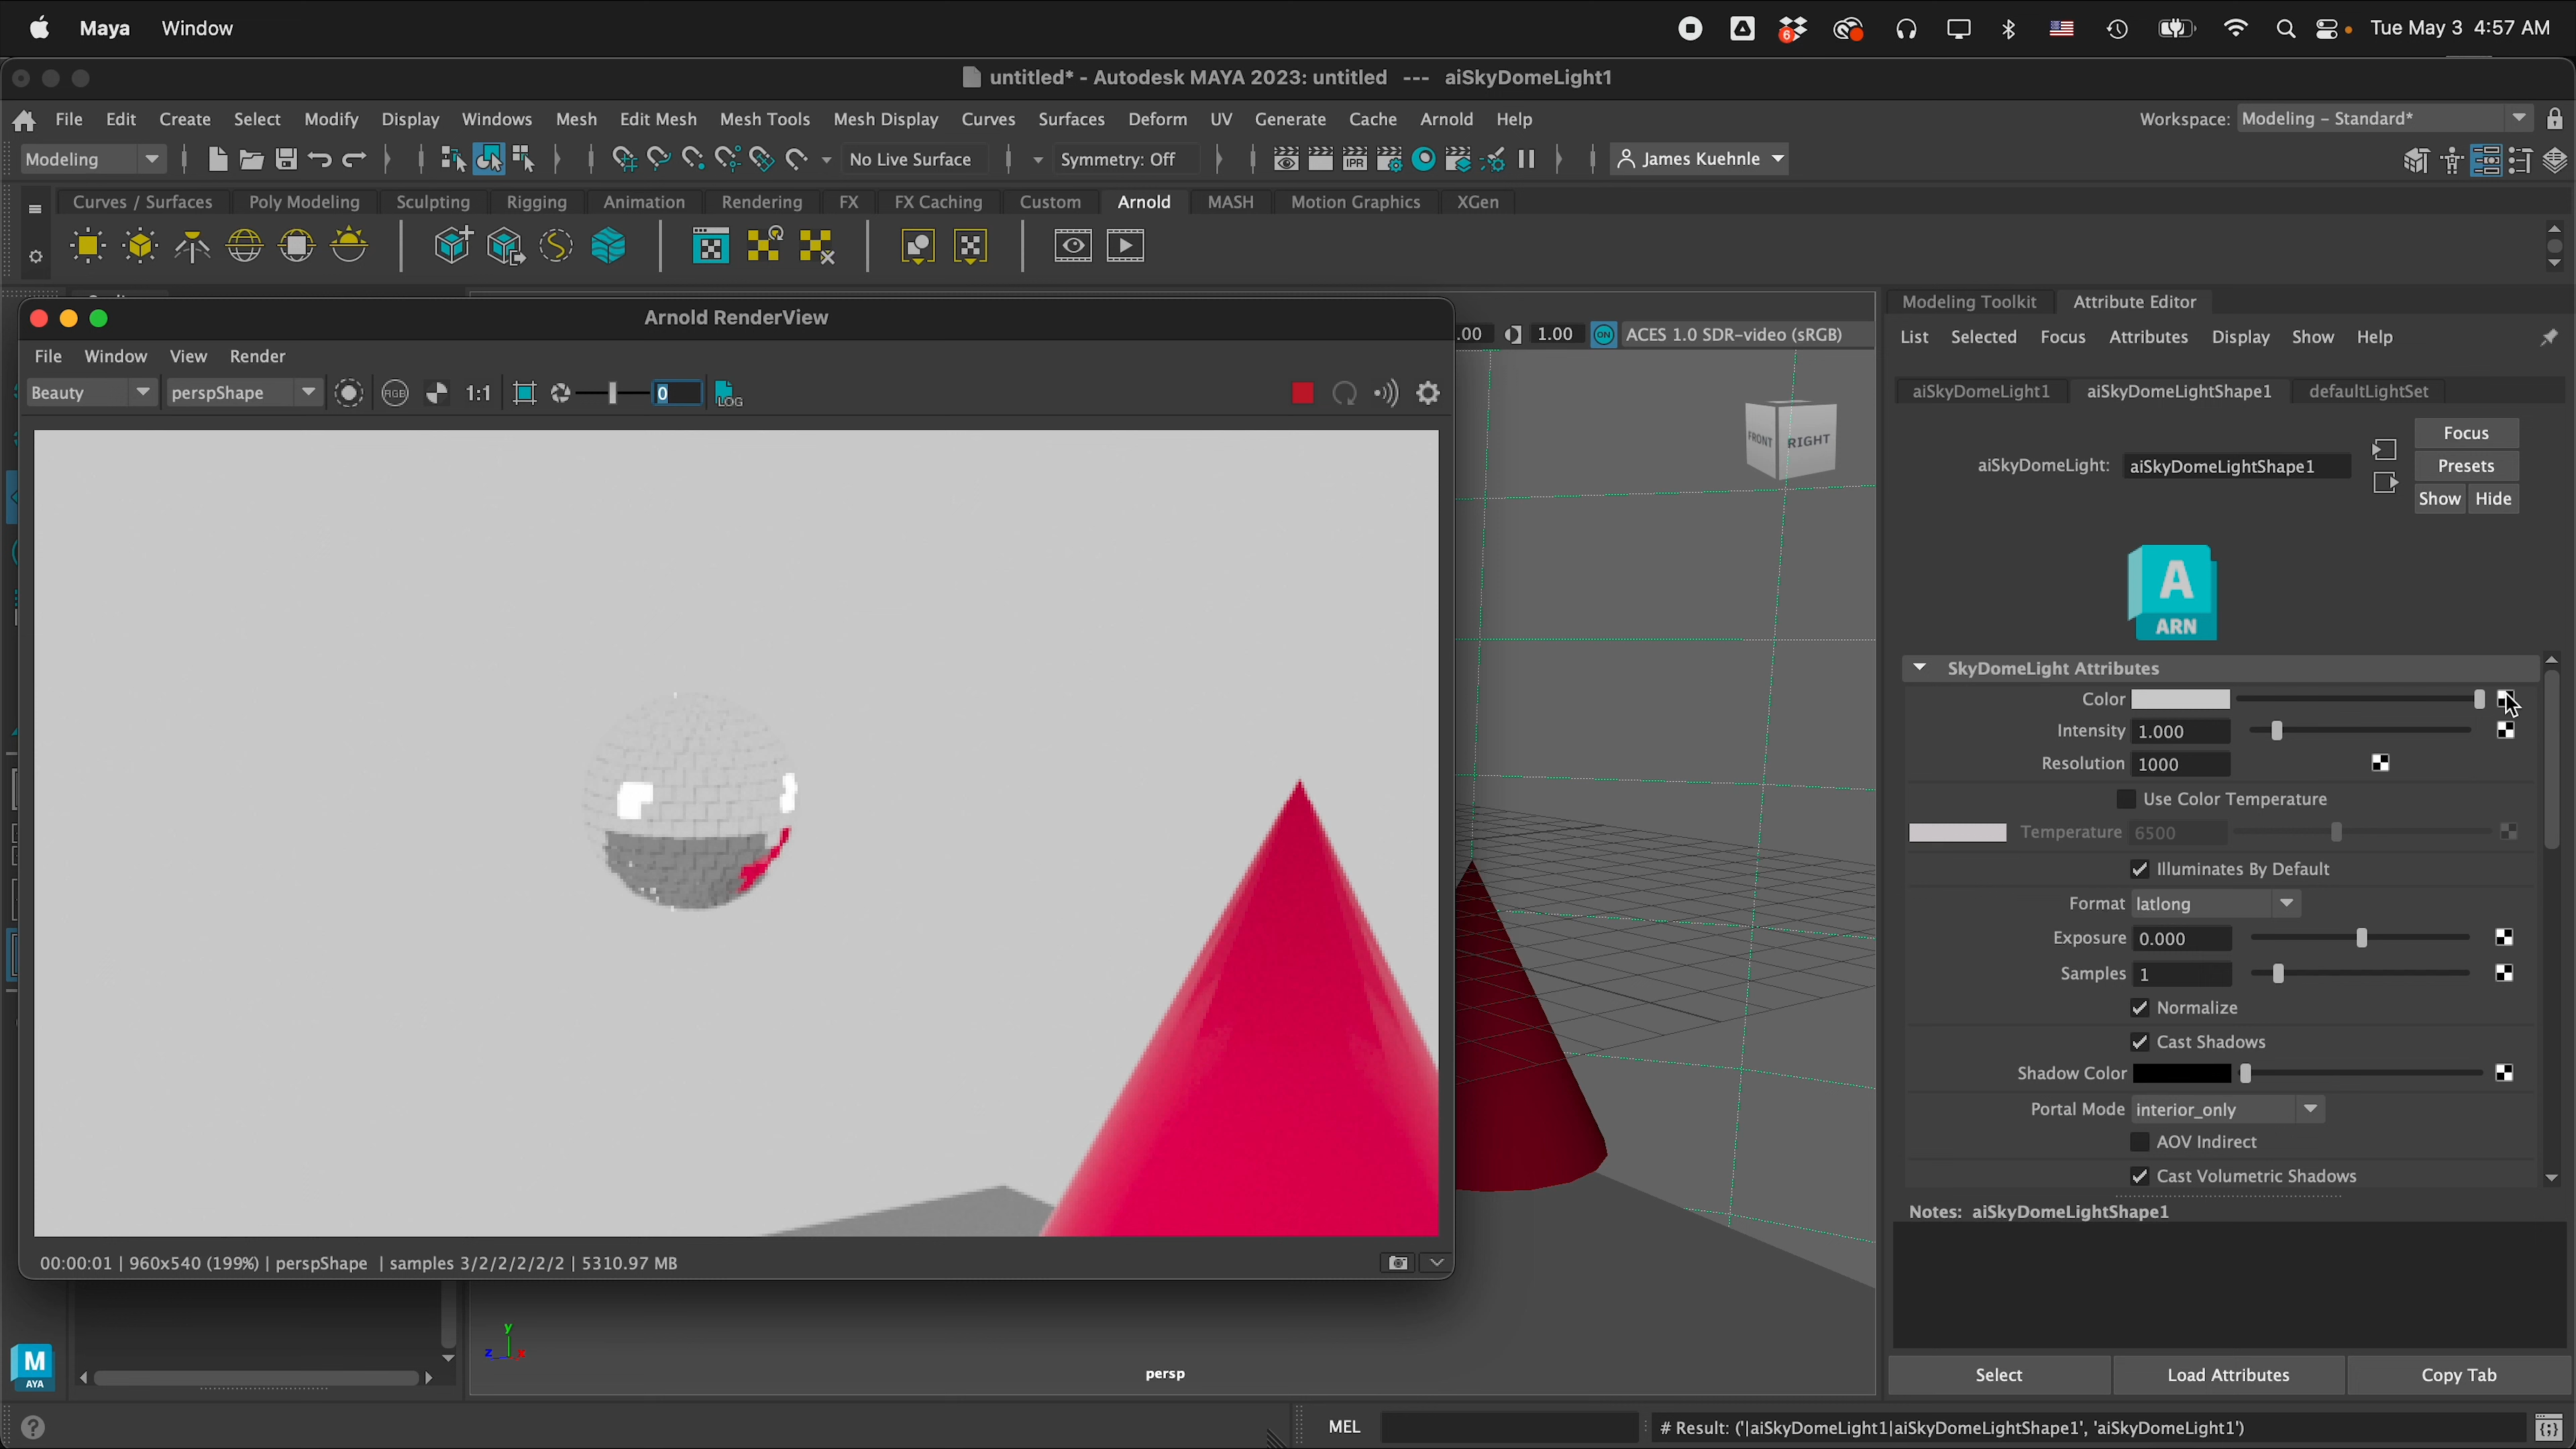 Maya Window 6 Tue May 3 4:57 AM
untitled* - Autodesk MAYA 2023: untitled --- aiSkyDomeLight1
File Edit Create Select Modify Display Windows Mesh Edit Mesh Mesh Tools Mesh Display Curves Surfaces Deform UV Generate Cache Arnold Help Workspace: Modeling - Standard*
Modeling No Live Surface Symmetry: Off IPR James Kuehnle
Curves / Surfaces Poly Modeling Sculpting Rigging Animation Rendering FX FX Caching Custom Arnold MASH Motion Graphics XGen
Modeling Toolkit Attribute Editor
Arnold RenderView
.00 1.00 ON ACES 1.0 SDR-video (sRGB)
List Selected Focus Attributes Display Show Help
File Window View Render
Beauty perspShape RGB 1:1 0 LOG
aiSkyDomeLight1 aiSkyDomeLightShape1 defaultLightSet
FRONT RIGHT
Focus
aiSkyDomeLight: aiSkyDomeLightShape1 Presets
Show Hide
A
ARN
SkyDomeLight Attributes
Color
Intensity 1.000
Resolution 1000
Use Color Temperature
Temperature 6500
Illuminates By Default
Format latlong
Exposure 0.000
Samples 1
Normalize
Cast Shadows
Shadow Color
Portal Mode interior_only
AOV Indirect
Cast Volumetric Shadows
Notes: aiSkyDomeLightShape1
00:00:01 | 960x540 (199%) | perspShape | samples 3/2/2/2/2/2 | 5310.97 MB
y
z x
M
AYA
persp
Select Load Attributes Copy Tab
? MEL # Result: ('|aiSkyDomeLight1|aiSkyDomeLightShape1', 'aiSkyDomeLight1')